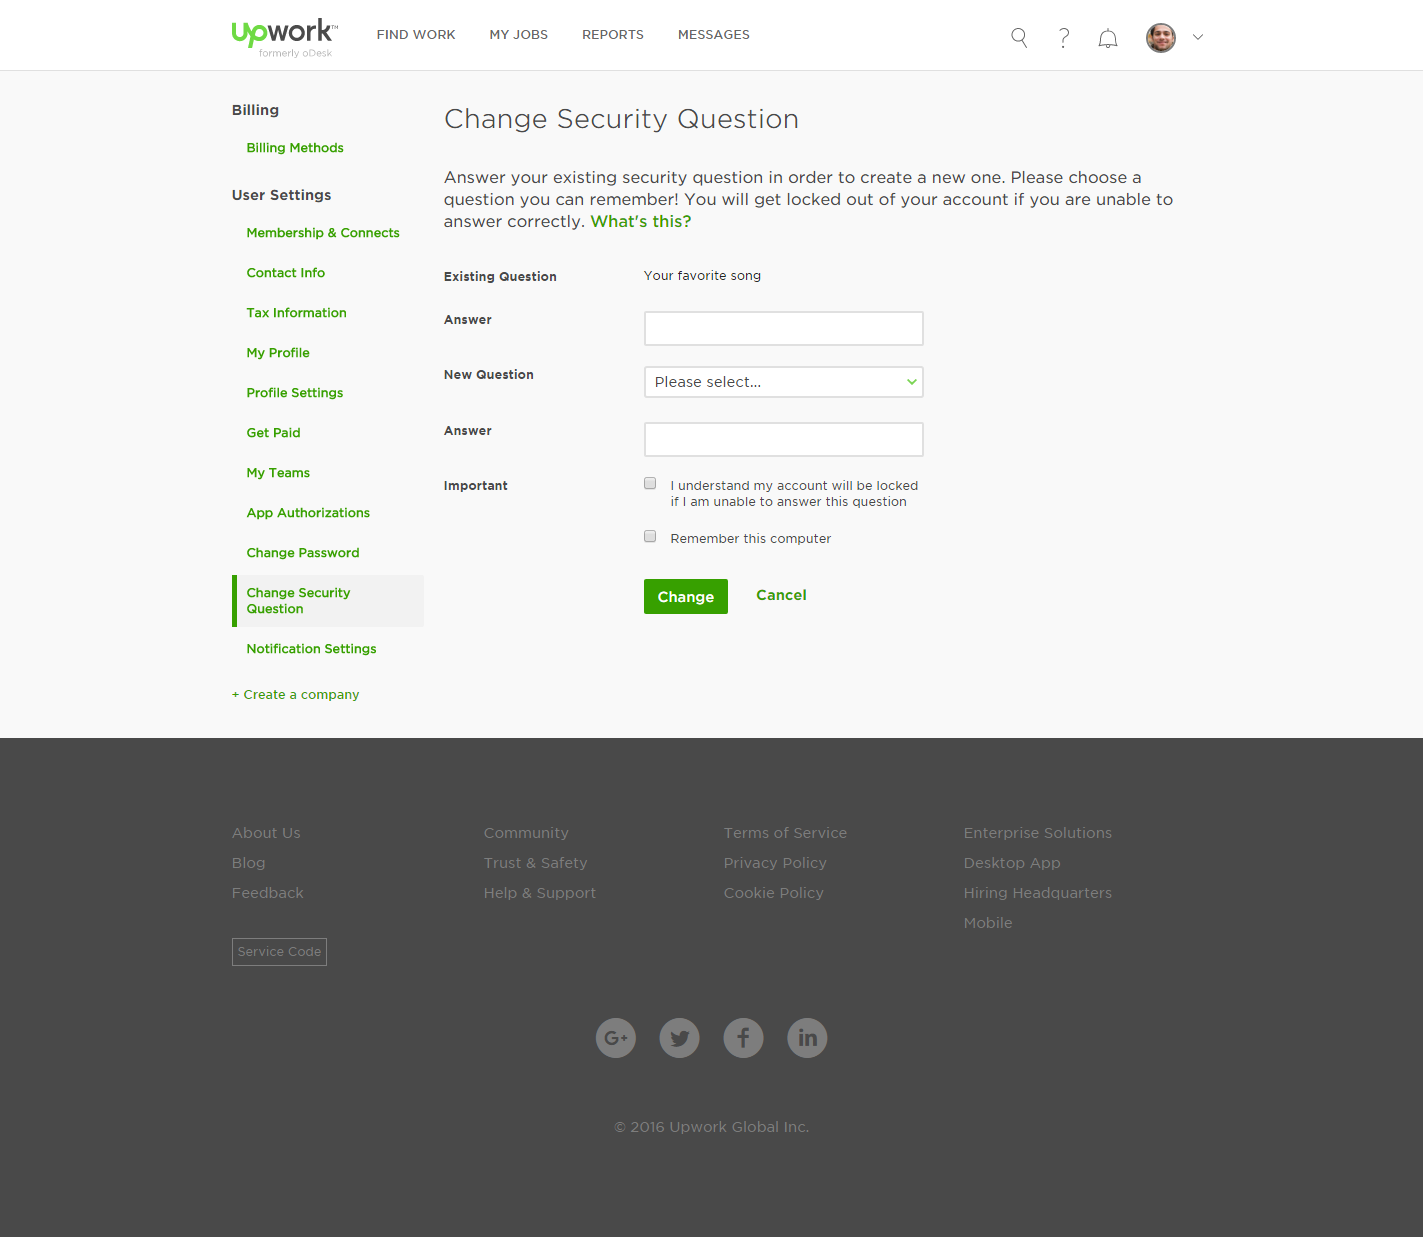 upwork™
formerly oDesk
FIND WORK
MY JOBS
REPORTS
MESSAGES
Billing
Billing Methods
User Settings
Membership & Connects
Contact Info
Tax Information
My Profile
Profile Settings
Get Paid
My Teams
App Authorizations
Change Password
Change Security
Question
Notification Settings
+ Create a company
Change Security Question
Answer your existing security question in order to create a new one. Please choose a
question you can remember! You will get locked out of your account if you are unable to
answer correctly. What's this?
Existing Question
Your favorite song
Answer
New Question
Please select...
Answer
Important
I understand my account will be locked
if I am unable to answer this question
Remember this computer
Change
Cancel
About Us
Blog
Feedback
Community
Trust & Safety
Help & Support
Terms of Service
Privacy Policy
Cookie Policy
Enterprise Solutions
Desktop App
Hiring Headquarters
Mobile
Service Code
G+
f
in
© 2016 Upwork Global Inc.